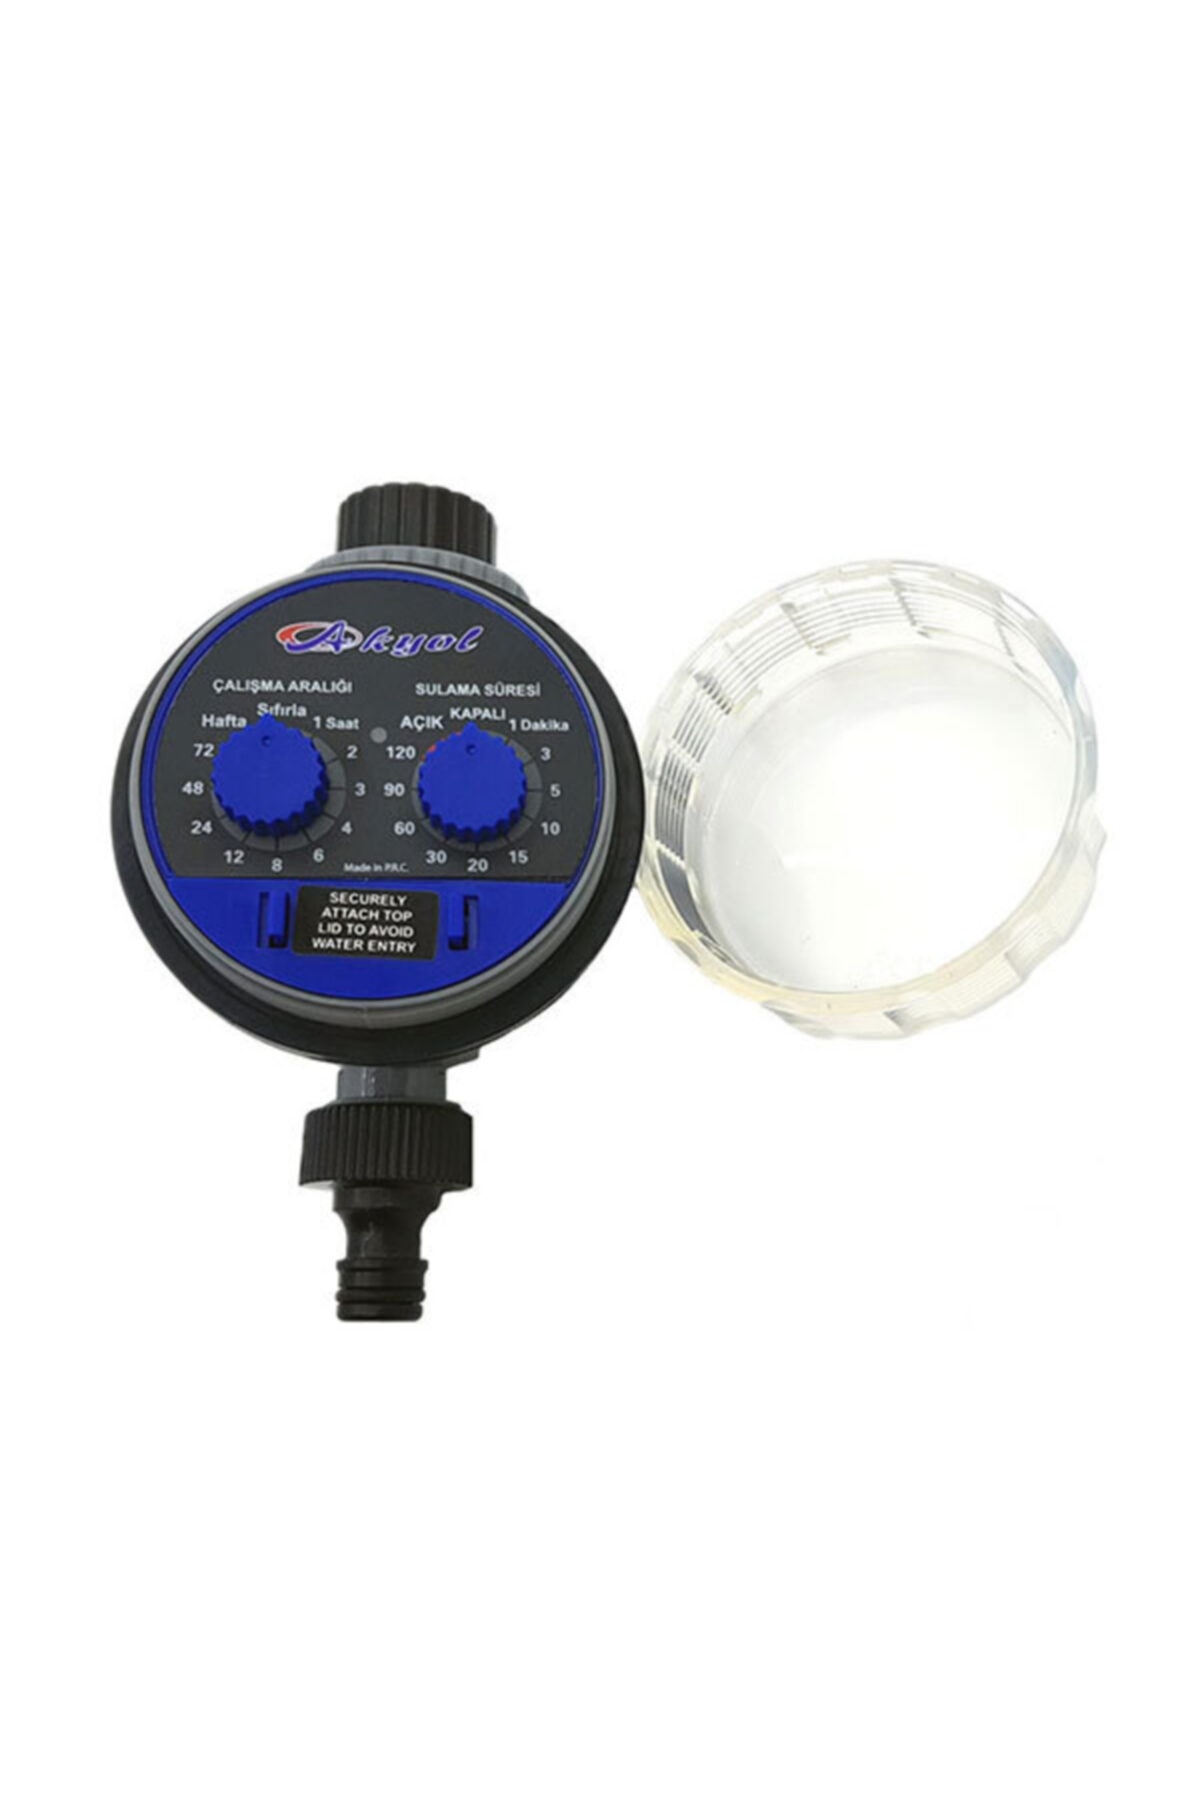 Akyol
ÇALIŞMA ARALIĞI
Sıfırla
Hafta
1 Saat
72
2
48
3
24
4
12
8
6
SULAMA SÜRESİ
KAPALI
AÇIK
1 Dakika
120
3
90
5
60
10
30
20
15
Made in P.R.C.
SECURELY
ATTACH TOP
LID TO AVOID
WATER ENTRY